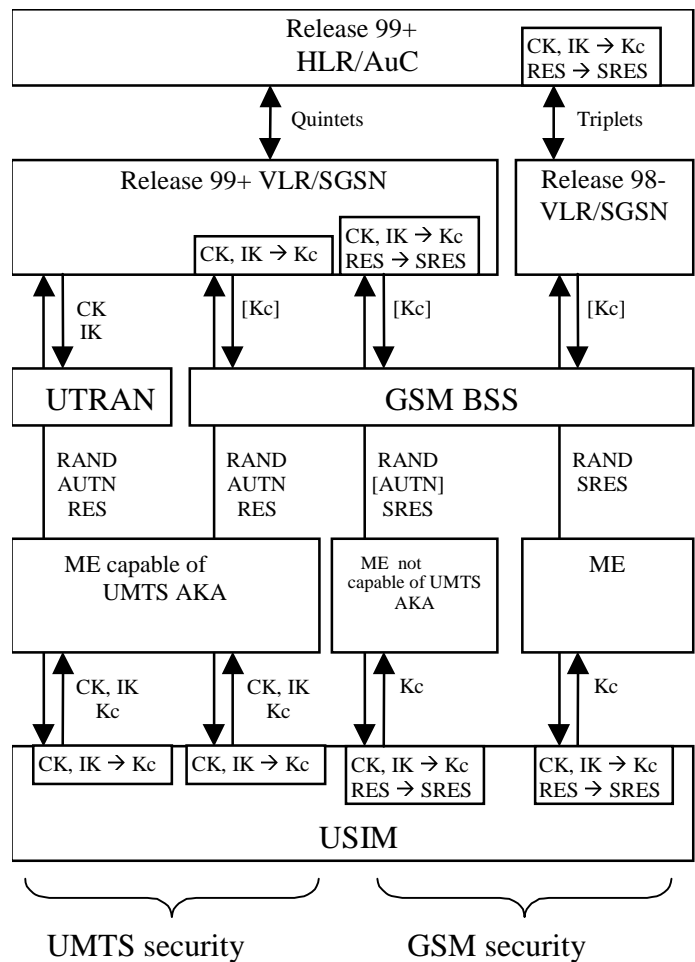 Release 99+
HLR/AuC
CK, IK → Kc
RES → SRES
Quintets
Triplets
Release 99+ VLR/SGSN
CK, IK → Kc
CK, IK → Kc
RES → SRES
Release 98-
VLR/SGSN
CK
IK
[Kc]
[Kc]
[Kc]
UTRAN
GSM BSS
RAND
AUTN
RES
RAND
AUTN
RES
RAND
[AUTN]
SRES
RAND
SRES
ME capable of
UMTS AKA
ME not
capable of UMTS
AKA
ME
CK, IK
Kc
CK, IK
Kc
Kc
Kc
CK, IK → Kc
CK, IK → Kc
CK, IK → Kc
RES → SRES
CK, IK → Kc
RES → SRES
USIM
UMTS security
GSM security